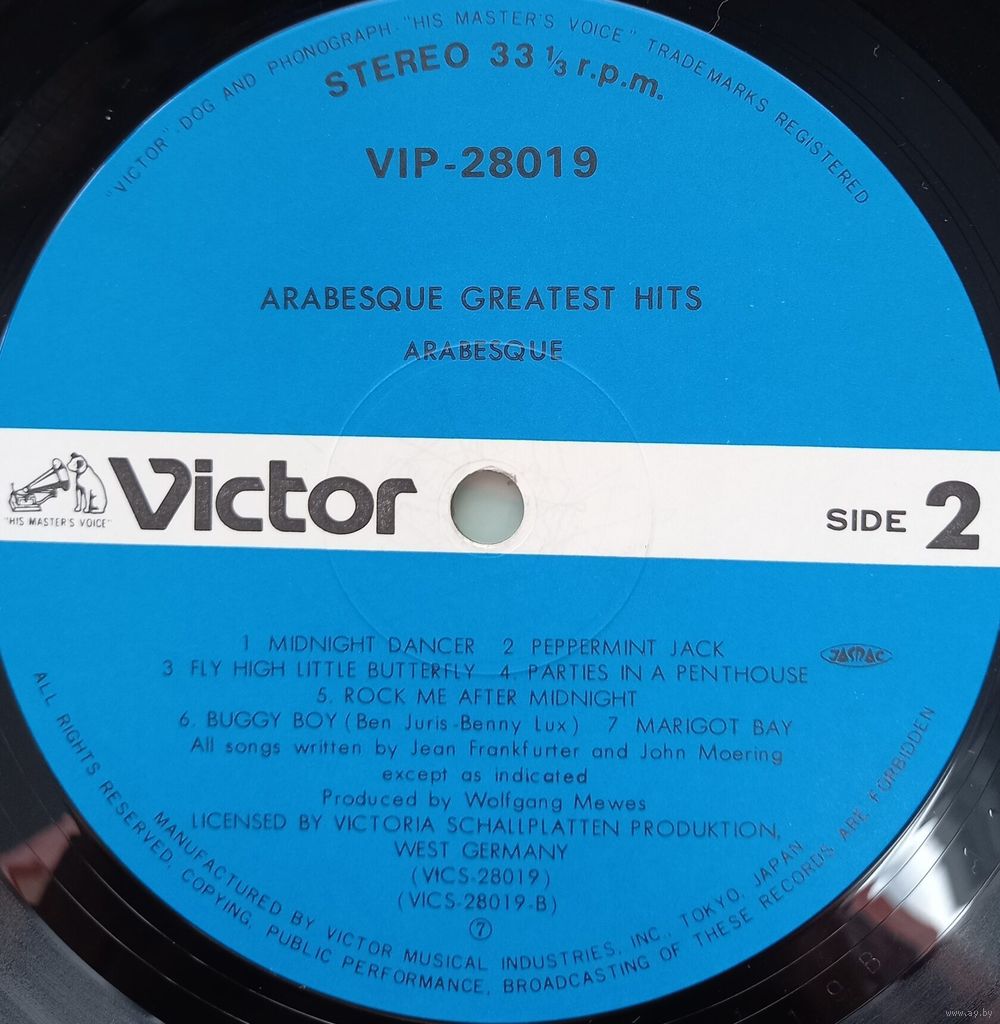 "VICTOR"·DOG AND PHONOGRAPH·"HIS MASTER'S VOICE" TRADE MARKS REGISTERED
STEREO 33 1/3 r.p.m.
VIP-28019
ARABESQUE GREATEST HITS
ARABESQUE
"HIS MASTER'S VOICE"
Victor
SIDE 2
1 MIDNIGHT DANCER 2 PEPPERMINT JACK
JASRAC
3 FLY HIGH LITTLE BUTTERFLY 4. PARTIES IN A PENTHOUSE
5. ROCK ME AFTER MIDNIGHT
6. BUGGY BOY (Ben Juris-Benny Lux) 7 MARIGOT BAY
All songs written by Jean Frankfurter and John Moering
except as indicated
Produced by Wolfgang Mewes
LICENSED BY VICTORIA SCHALLPLATTEN PRODUKTION,
WEST GERMANY
(VICS-28019)
(VICS-28019-B)
⑦
MANUFACTURED BY VICTOR MUSICAL INDUSTRIES, INC., TOKYO, JAPAN
ALL RIGHTS RESERVED. COPYING, PUBLIC PERFORMANCE, BROADCASTING OF THESE RECORDS ARE FORBIDDEN
www.ay.by